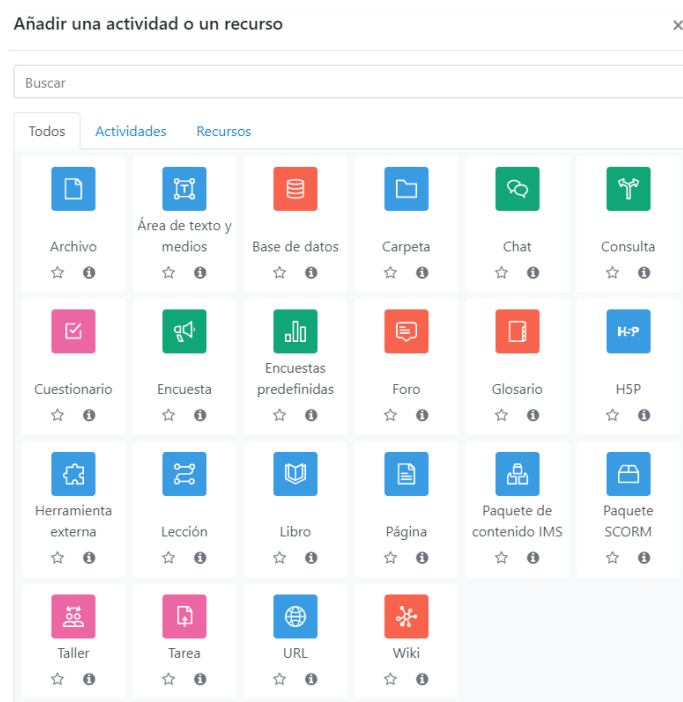 Añadir una actividad o un recurso
×
Buscar
Todos Actividades Recursos
Archivo
Área de texto y
medios
Base de datos
Carpeta
Chat
Consulta
Cuestionario
Encuesta
Encuestas
predefinidas
Foro
Glosario
H5P
H5P
Herramienta
externa
Lección
Libro
Página
Paquete de
contenido IMS
Paquete
SCORM
Taller
Tarea
URL
Wiki